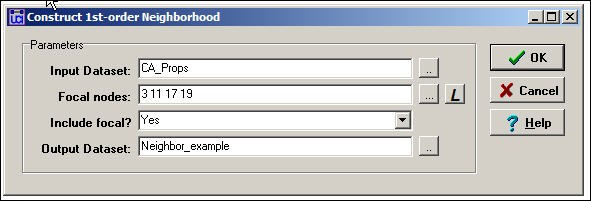 Construct 1st-order Neighborhood
Parameters
Input Dataset: CA_Props ..
Focal nodes: 3 11 17 19 ... L
Include focal? Yes
Output Dataset: Neighbor_example ..
OK
Cancel
? Help